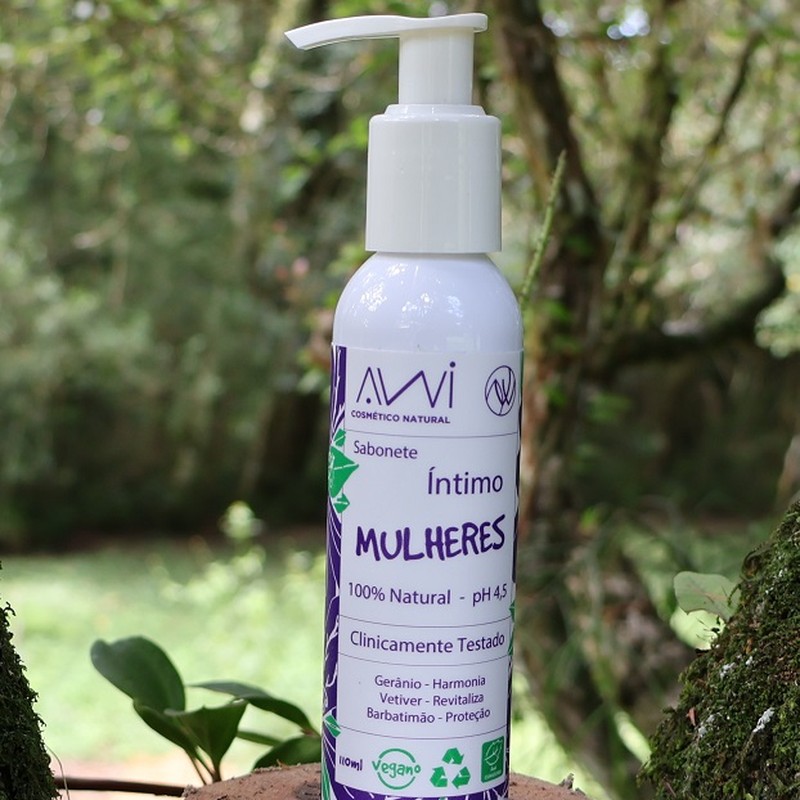 AWI
COSMÉTICO NATURAL
Sabonete
Íntimo
MULHERES
100% Natural - pH 4,5
Clinicamente Testado
Gerânio - Harmonia
Vetiver - Revitaliza
Barbatimão - Proteção
110ml
vegano